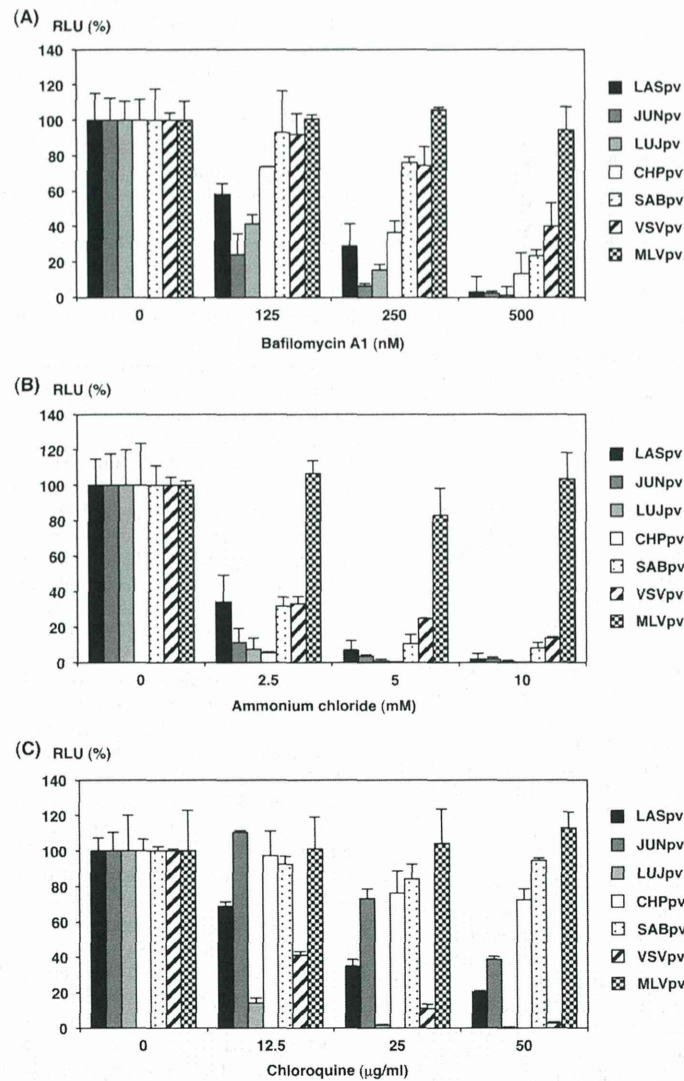 (A) RLU (%)
140
120
100
80
60
40
20
0
0 125 250 500
Bafilomycin A1 (nM)
LASpv
JUNpv
LUJpv
CHPpv
SABpv
VSVpv
MLVpv
(B) RLU (%)
140
120
100
80
60
40
20
0
0 2.5 5 10
Ammonium chloride (mM)
LASpv
JUNpv
LUJpv
CHPpv
SABpv
VSVpv
MLVpv
(C) RLU (%)
140
120
100
80
60
40
20
0
0 12.5 25 50
Chloroquine (μg/ml)
LASpv
JUNpv
LUJpv
CHPpv
SABpv
VSVpv
MLVpv